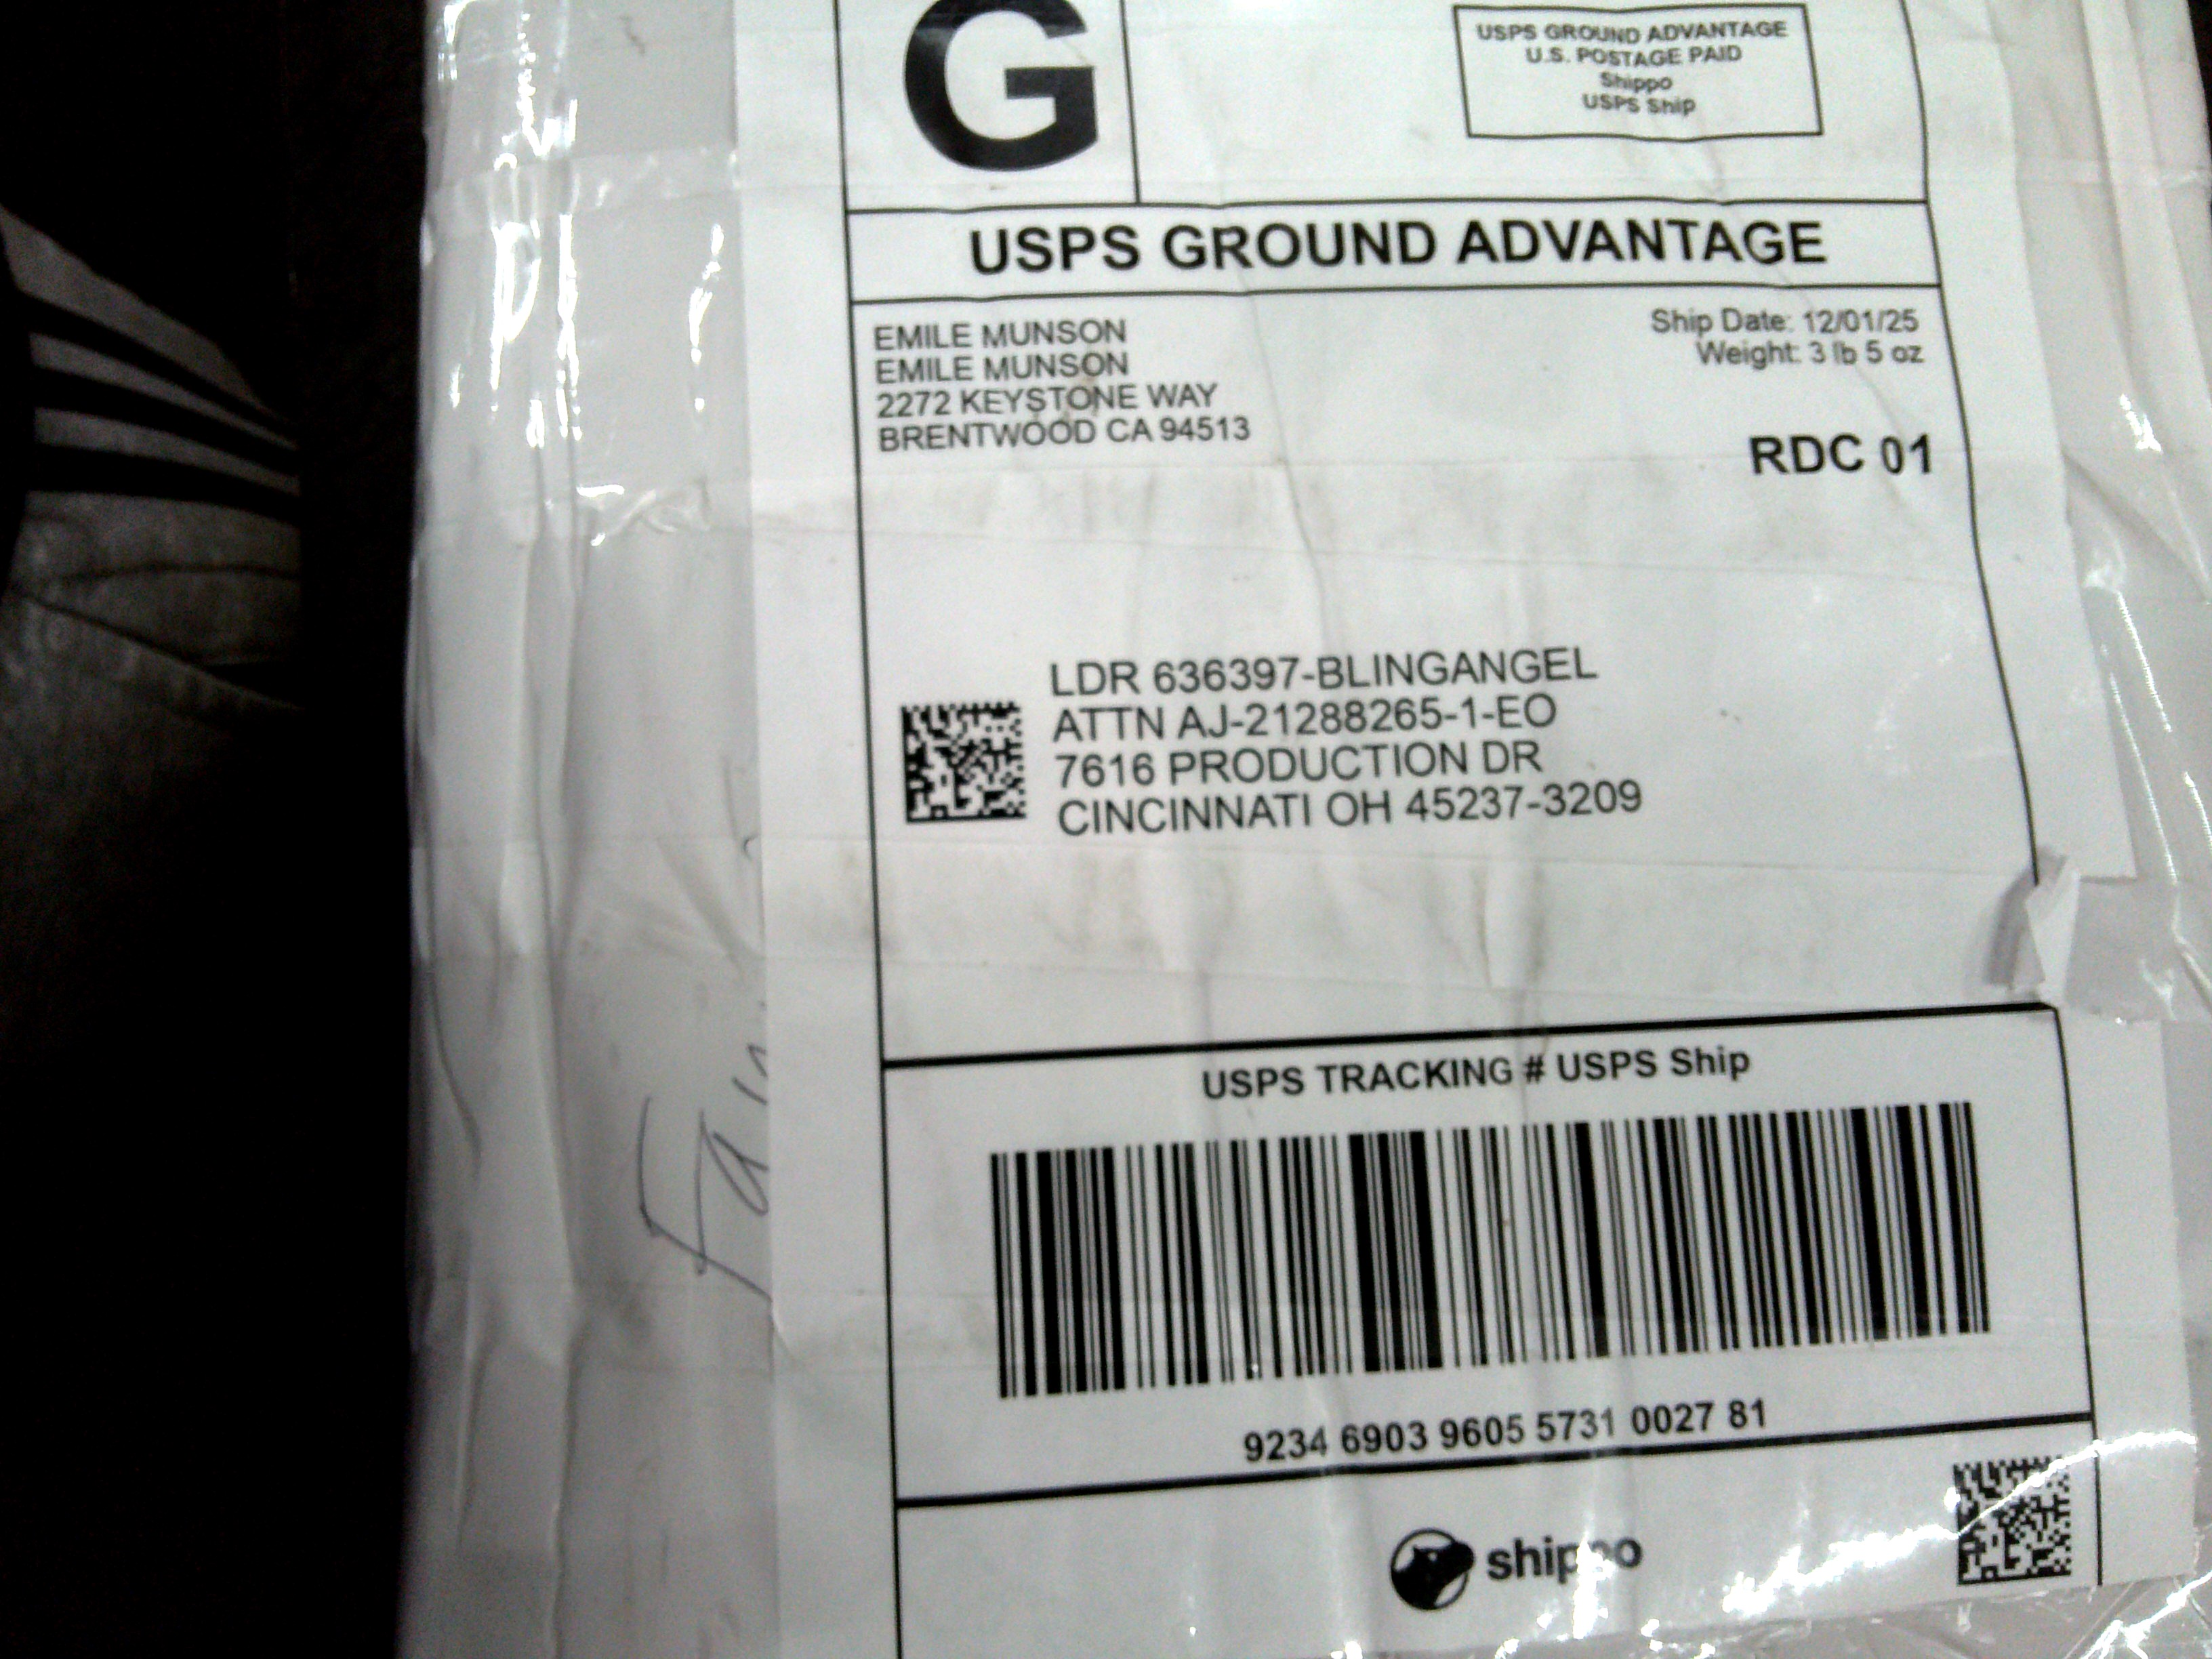 G
USPS GROUND ADVANTAGE
U.S. POSTAGE PAID
Shippo
USPS Ship
USPS GROUND ADVANTAGE
EMILE MUNSON
EMILE MUNSON
2272 KEYSTONE WAY
BRENTWOOD CA 94513
Ship Date: 12/01/25
Weight: 3 lb 5 oz
RDC 01
LDR 636397-BLINGANGEL
ATTN AJ-21288265-1-EO
7616 PRODUCTION DR
CINCINNATI OH 45237-3209
USPS TRACKING # USPS Ship
9234 6903 9605 5731 0027 81
shippo